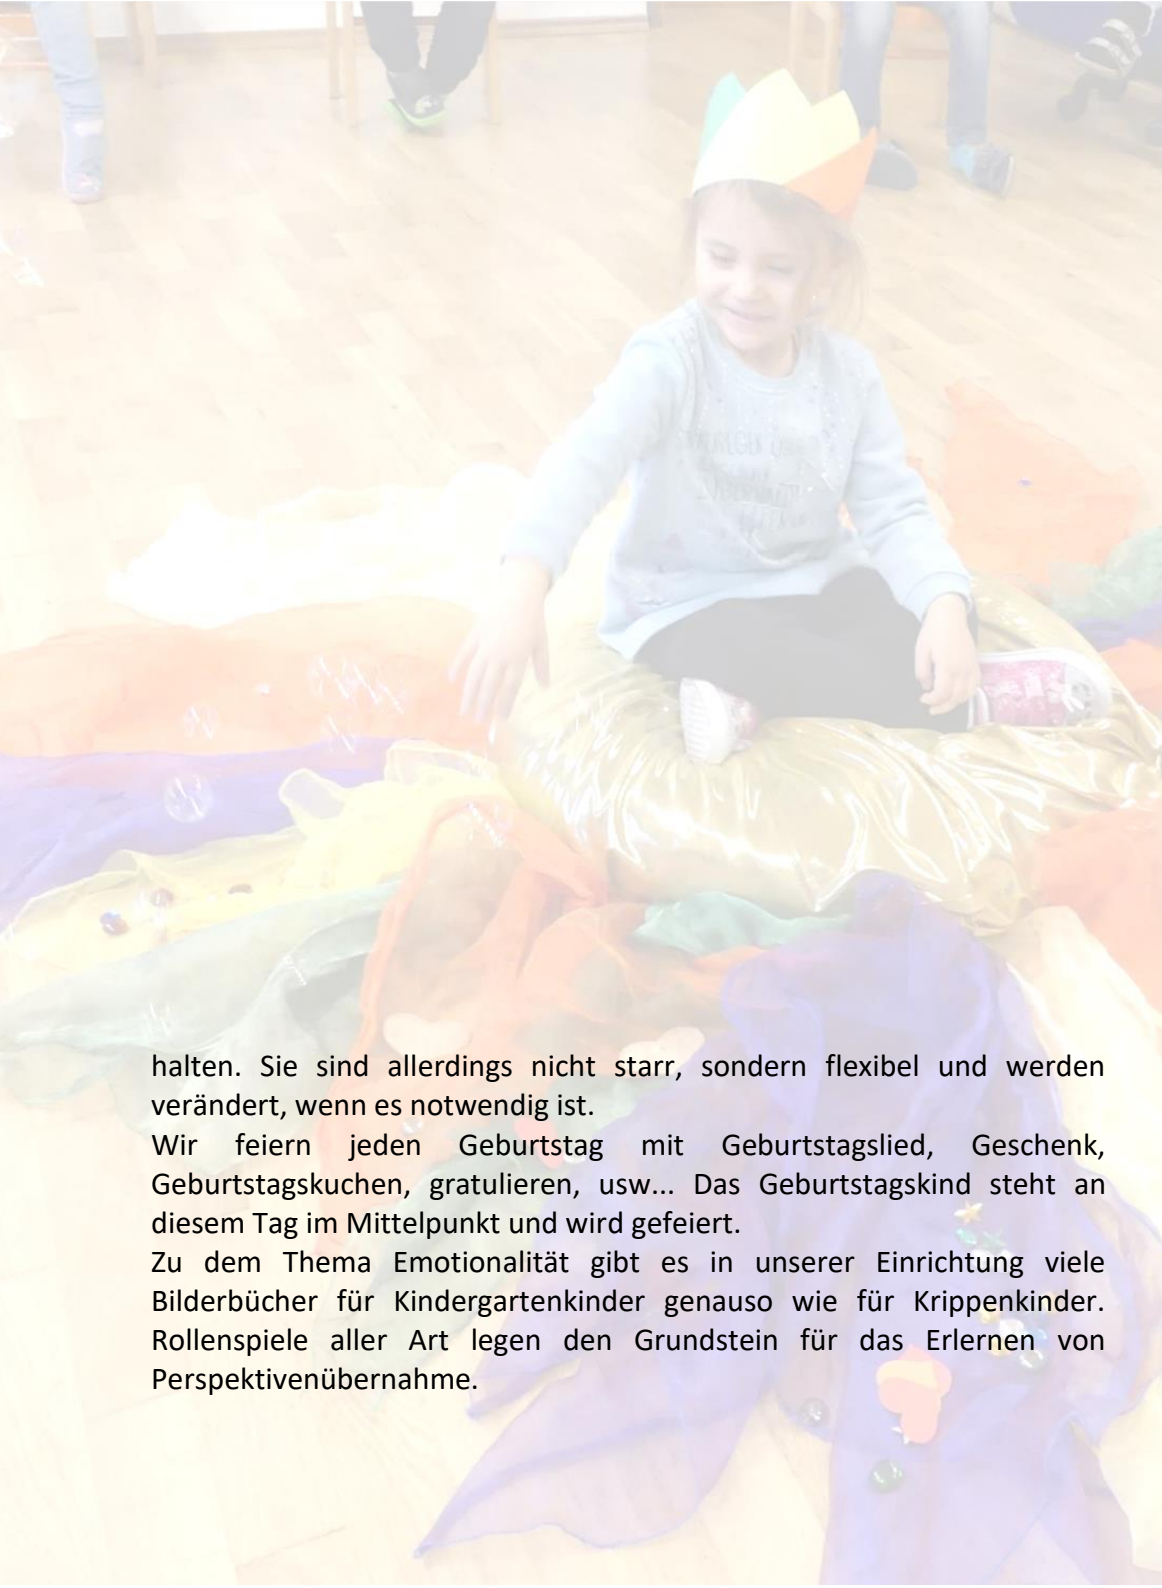 halten. Sie sind allerdings nicht starr, sondern flexibel und werden
verändert, wenn es notwendig ist.
Wir feiern jeden Geburtstag mit Geburtstagslied, Geschenk,
Geburtstagskuchen, gratulieren, usw... Das Geburtstagskind steht an
diesem Tag im Mittelpunkt und wird gefeiert.
Zu dem Thema Emotionalität gibt es in unserer Einrichtung viele
Bilderbücher für Kindergartenkinder genauso wie für Krippenkinder.
Rollenspiele aller Art legen den Grundstein für das Erlernen von
Perspektivenübernahme.